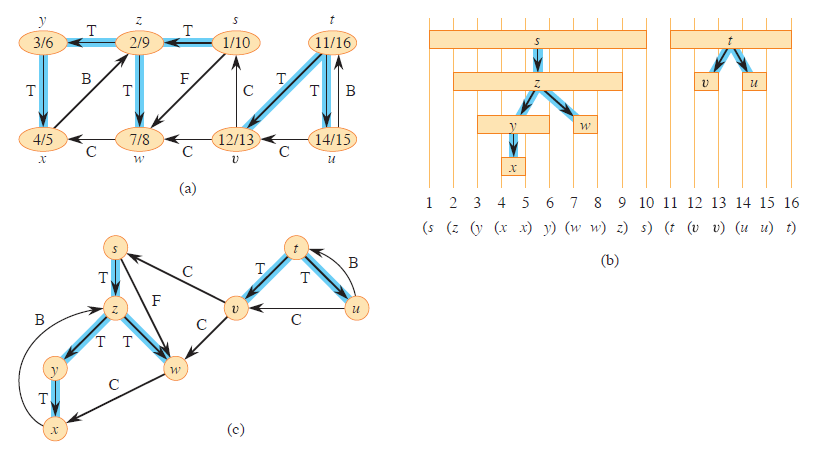 y z s t
T T
3/6 2/9 1/10 11/16
B F T
T T C T B
4/5 7/8 12/13 14/15
C C C
x w v u
(a)
s t
z v u
y w
x
1 2 3 4 5 6 7 8 9 10 11 12 13 14 15 16
(s (z (y (x x) y) (w w) z) s) (t (v v) (u u) t)
(b)
s t
C B
T T T
F
z v u
B C C
T T
y w
C
T
x
(c)